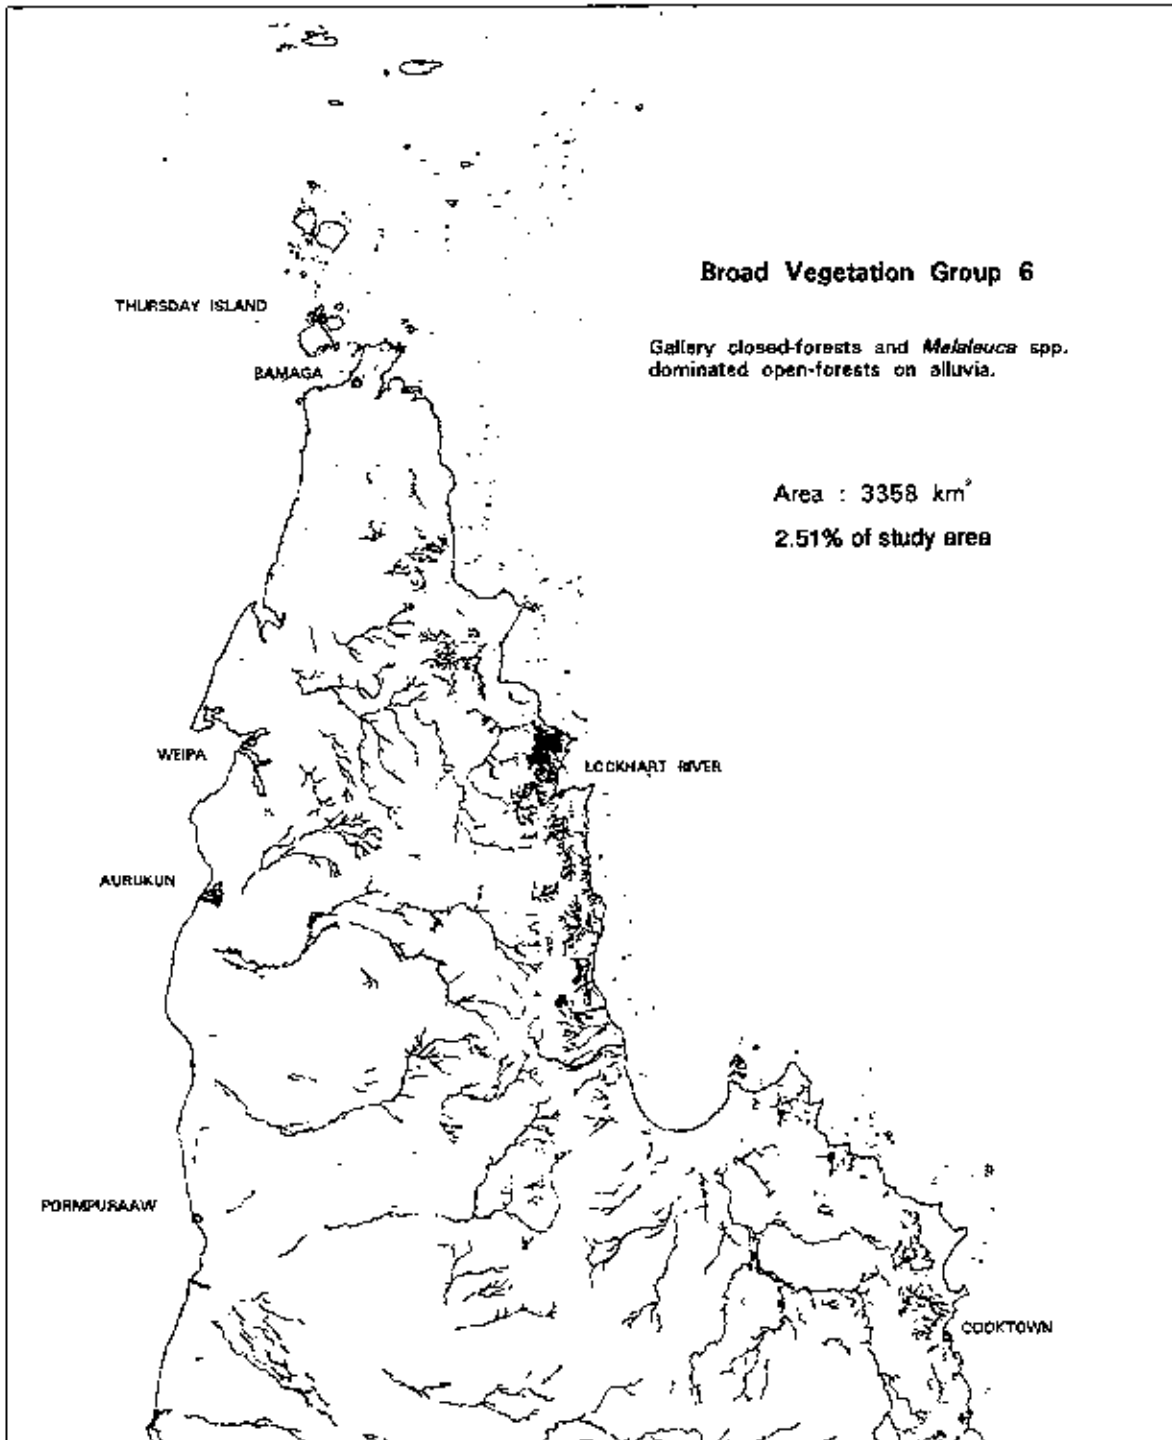 Broad Vegetation Group 6
THURSDAY ISLAND
Gallery closed-forests and Melaleuca spp.
dominated open-forests on alluvia.
BAMAGA
Area : 3358 km²
2.51% of study area
WEIPA
LOCKHART RIVER
AURUKUN
PORMPURAAW
COOKTOWN